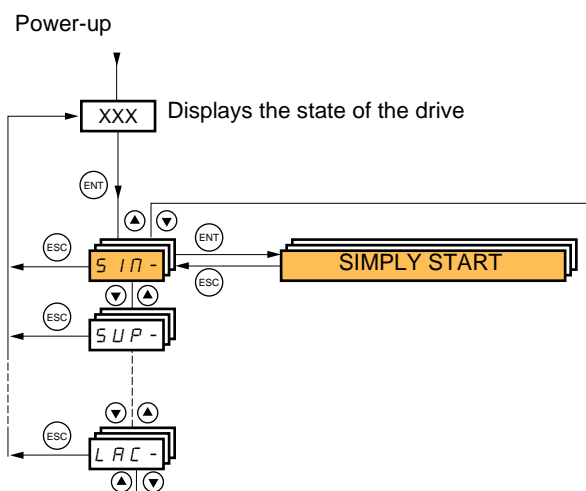 Power-up
XXX
Displays the state of the drive
ENT
ESC
SIM-
ENT
SIMPLY START
ESC
ESC
SUP-
ESC
LAC-